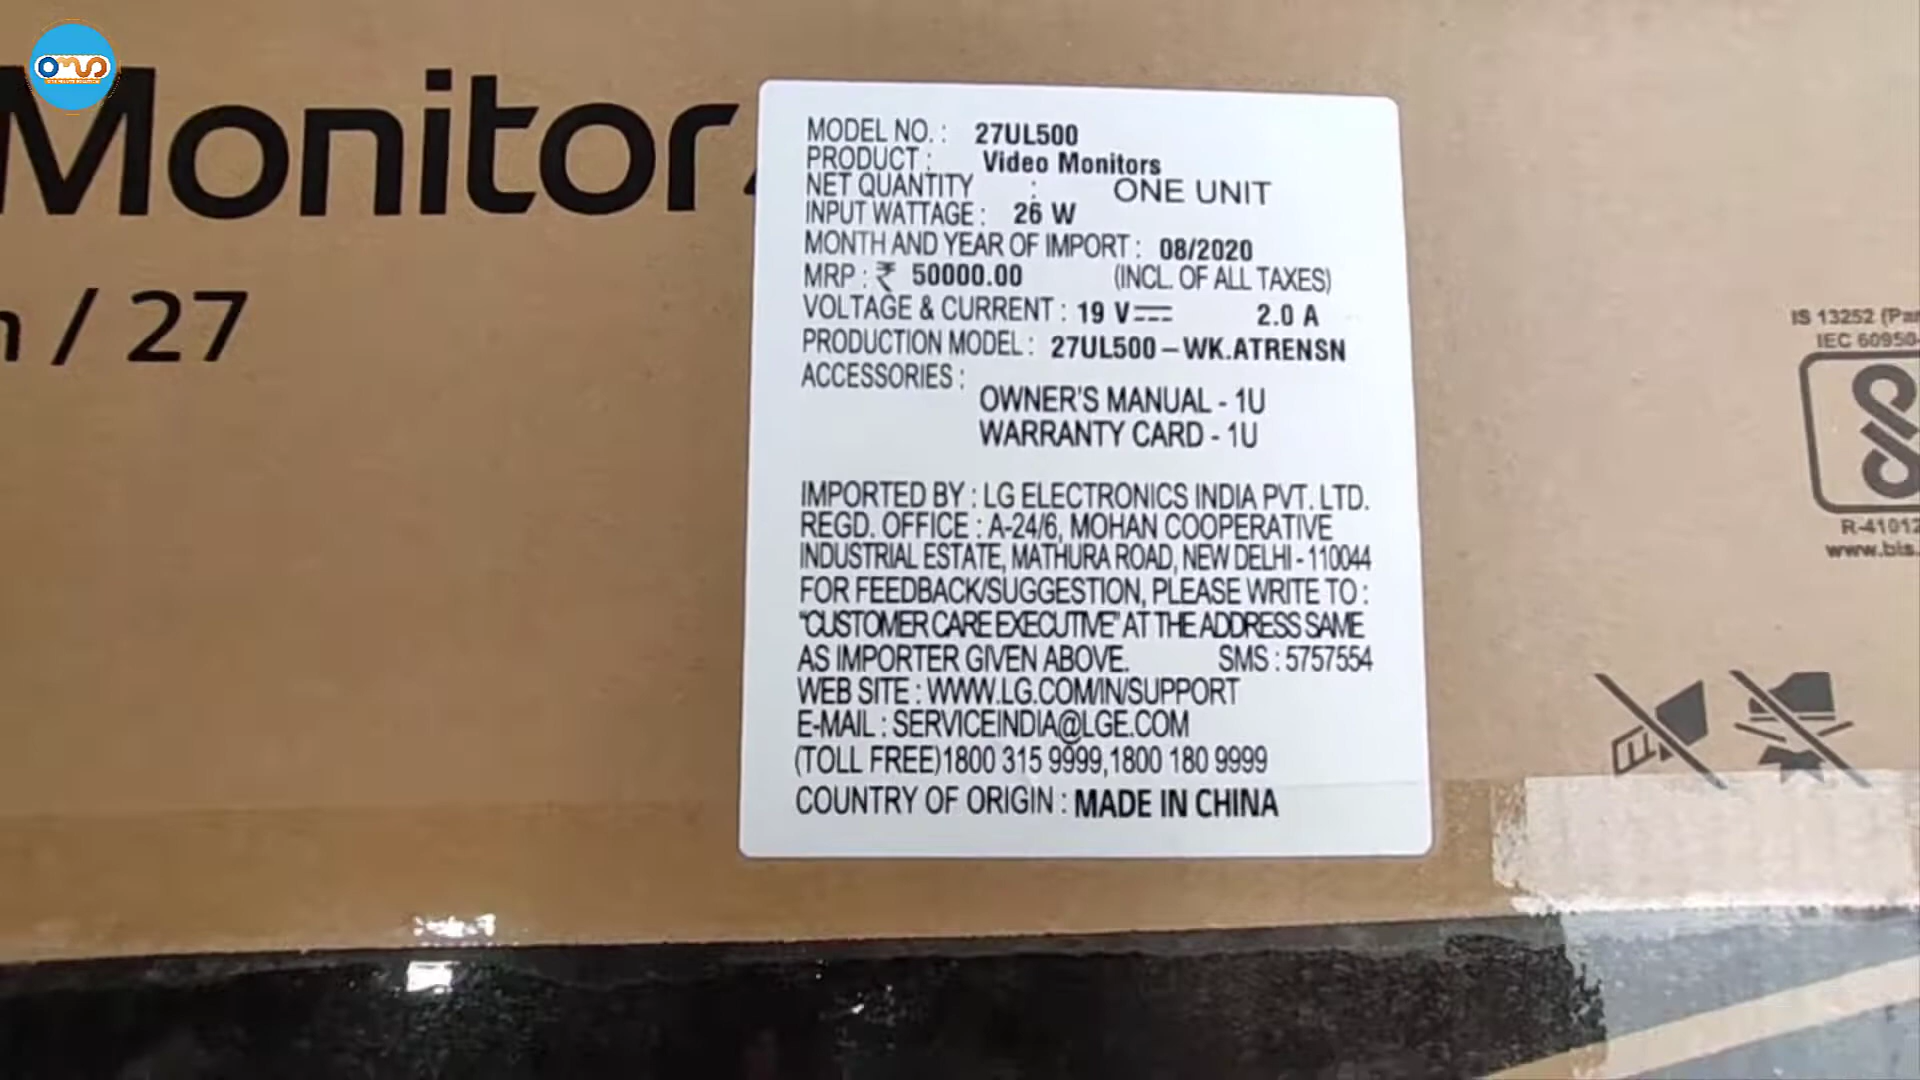 OMUS
Monitor
/ 27
MODEL NO. : 27UL500
PRODUCT : Video Monitors
NET QUANTITY : ONE UNIT
INPUT WATTAGE : 26 W
MONTH AND YEAR OF IMPORT : 08/2020
MRP : ₹ 50000.00 (INCL. OF ALL TAXES)
VOLTAGE & CURRENT : 19 V⎓ 2.0 A
PRODUCTION MODEL : 27UL500-WK.ATRENSN
ACCESSORIES :
OWNER'S MANUAL - 1U
WARRANTY CARD - 1U
IMPORTED BY : LG ELECTRONICS INDIA PVT. LTD.
REGD. OFFICE : A-24/6, MOHAN COOPERATIVE
INDUSTRIAL ESTATE, MATHURA ROAD, NEW DELHI - 110044
FOR FEEDBACK/SUGGESTION, PLEASE WRITE TO :
"CUSTOMER CARE EXECUTIVE" AT THE ADDRESS SAME
AS IMPORTER GIVEN ABOVE. SMS : 5757554
WEB SITE : WWW.LG.COM/IN/SUPPORT
E-MAIL : SERVICEINDIA@LGE.COM
(TOLL FREE)1800 315 9999,1800 180 9999
COUNTRY OF ORIGIN : MADE IN CHINA
IS 13252 (Par
IEC 60950-
R-41012
www.bis.